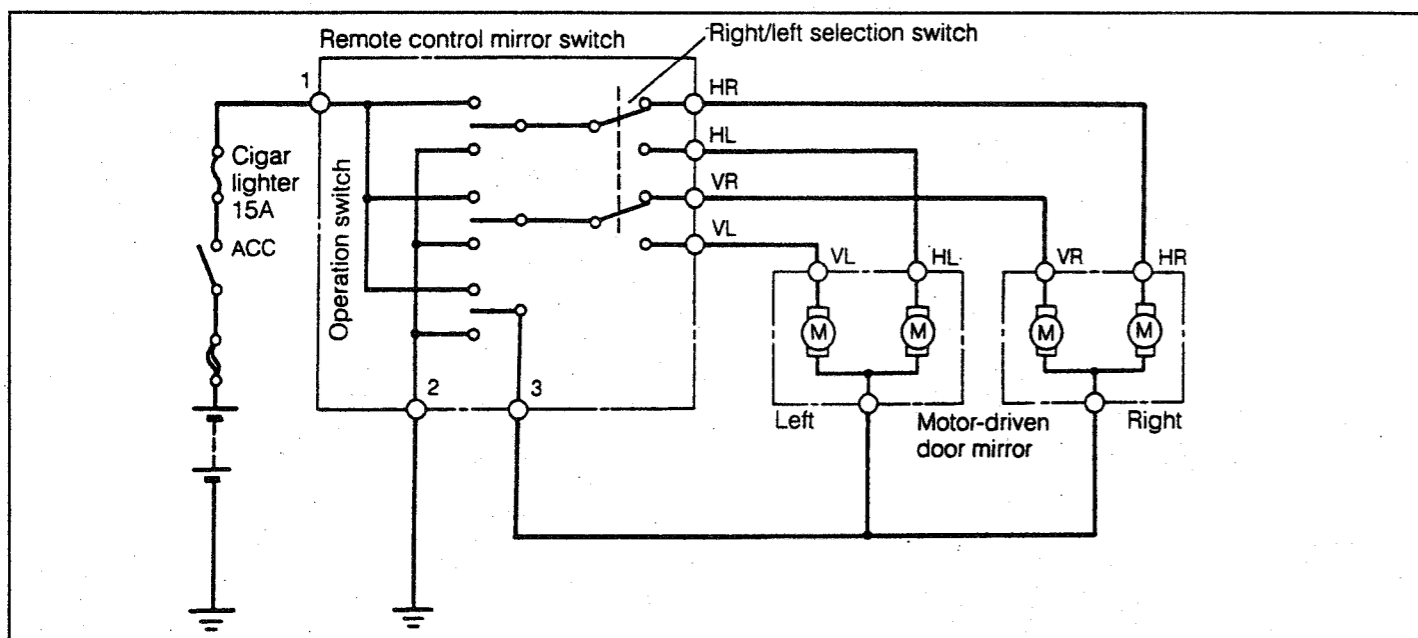 Remote control mirror switch
Right/left selection switch
1
HR
HL
VR
VL
Cigar
lighter
15A
ACC
Operation switch
2
3
VL
HL
VR
HR
M
M
M
M
Left
Motor-driven
door mirror
Right